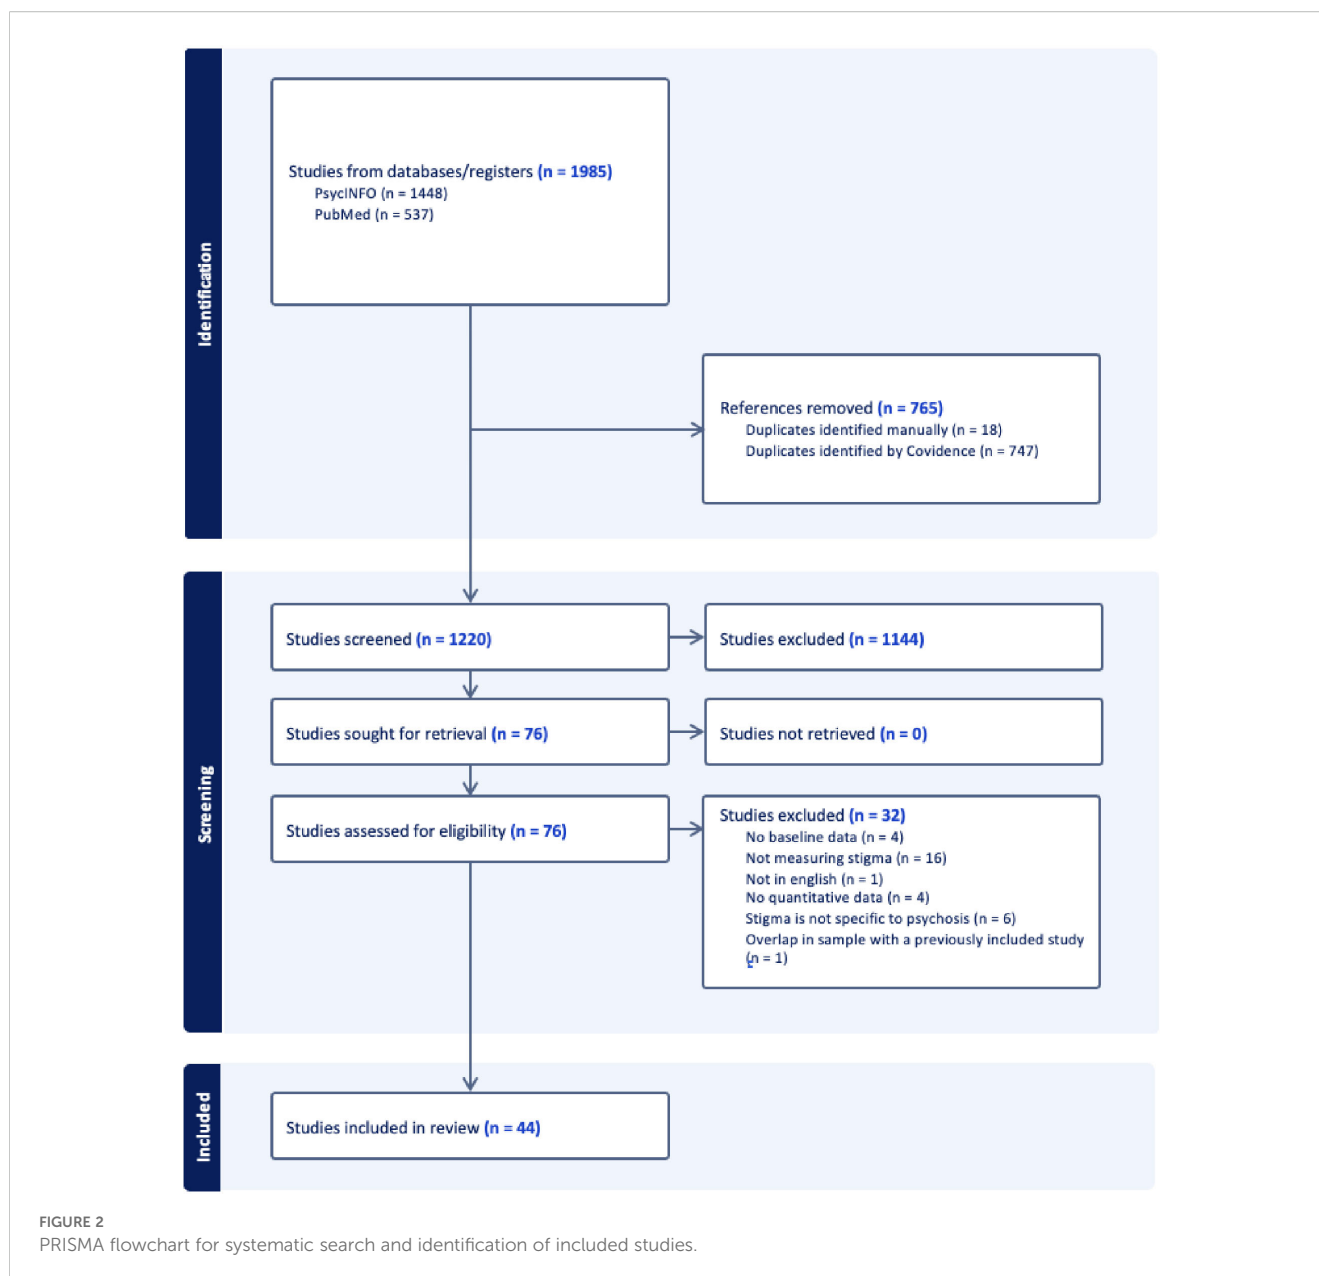 Identification
Studies from databases/registers (n = 1985)
PsycINFO (n = 1448)
PubMed (n = 537)
References removed (n = 765)
Duplicates identified manually (n = 18)
Duplicates identified by Covidence (n = 747)
Screening
Studies screened (n = 1220)
Studies excluded (n = 1144)
Studies sought for retrieval (n = 76)
Studies not retrieved (n = 0)
Studies assessed for eligibility (n = 76)
Studies excluded (n = 32)
No baseline data (n = 4)
Not measuring stigma (n = 16)
Not in english (n = 1)
No quantitative data (n = 4)
Stigma is not specific to psychosis (n = 6)
Overlap in sample with a previously included study
(n = 1)
Included
Studies included in review (n = 44)
FIGURE 2
PRISMA flowchart for systematic search and identification of included studies.